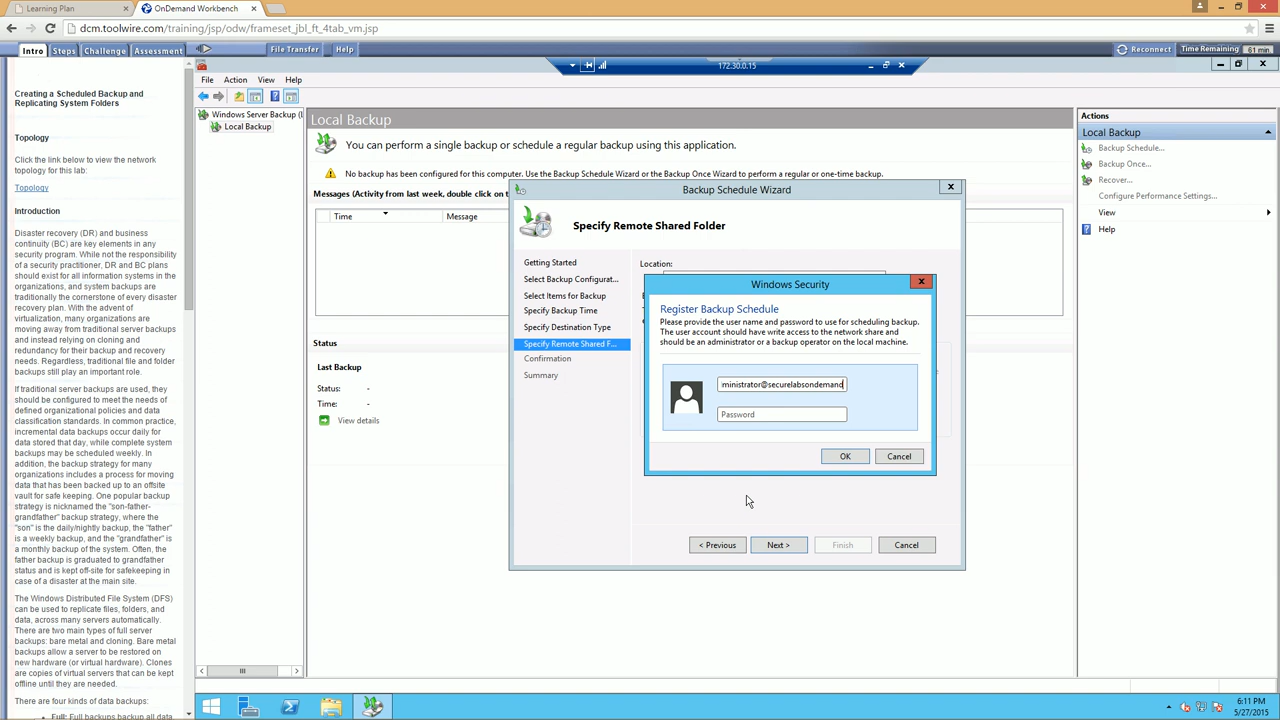 Learning Plan
OnDemand Workbench
dcm.toolwire.com/training/jsp/odw/frameset_jbl_ft_4tab_vm.jsp
Intro
Steps
Challenge
Assessment
File Transfer
Help
Reconnect
Time Remaining
61 min
172.30.0.15
Creating a Scheduled Backup and
Replicating System Folders
Topology
Click the link below to view the network
topology for this lab:
Topology
Introduction
Disaster recovery (DR) and business
continuity (BC) are key elements in any
security program. While not the responsibility
of a security practitioner, DR and BC plans
should exist for all information systems in the
organizations, and system backups are
traditionally the cornerstone of every disaster
recovery plan. With the advent of
virtualization, many organizations are
moving away from traditional server backups
and instead relying on cloning and
redundancy for their backup and recovery
needs. Regardless, traditional file and folder
backups still play an important role.
If traditional server backups are used, they
should be configured to meet the needs of
defined organizational policies and data
classification standards. In common practice,
incremental data backups occur daily for
data stored that day, while complete system
backups may be scheduled weekly. In
addition, the backup strategy for many
organizations includes a process for moving
data that has been backed up to an offsite
vault for safe keeping. One popular backup
strategy is nicknamed the "son-father-
grandfather" backup strategy, where the
"son" is the daily/nightly backup, the "father"
is a weekly backup, and the "grandfather" is
a monthly backup of the system. Often, the
father backup is graduated to grandfather
status and is kept off-site for safekeeping in
case of a disaster at the main site.
The Windows Distributed File System (DFS)
can be used to replicate files, folders, and
data, across many servers automatically.
There are two main types of full server
backups: bare metal and cloning. Bare metal
backups allow a server to be restored on
new hardware (or virtual hardware). Clones
are copies of virtual servers that can be kept
offline until they are needed.
There are four kinds of data backups:
Full: Full backups backup all data
File
Action
View
Help
Windows Server Backup (L
Local Backup
Local Backup
You can perform a single backup or schedule a regular backup using this application.
No backup has been configured for this computer. Use the Backup Schedule Wizard or the Backup Once Wizard to perform a regular or one-time backup.
Messages (Activity from last week, double click on t
Time
Message
Status
Last Backup
Status: -
Time: -
View details
Backup Schedule Wizard
Specify Remote Shared Folder
Getting Started
Select Backup Configurat...
Select Items for Backup
Specify Backup Time
Specify Destination Type
Specify Remote Shared F...
Confirmation
Summary
Location:
Windows Security
Register Backup Schedule
Please provide the user name and password to use for scheduling backup.
The user account should have write access to the network share and
should be an administrator or a backup operator on the local machine.
ministrator@securelabsondemand
Password
OK
Cancel
< Previous
Next >
Finish
Cancel
Actions
Local Backup
Backup Schedule...
Backup Once...
Recover...
Configure Performance Settings...
View
Help
6:11 PM
5/27/2015